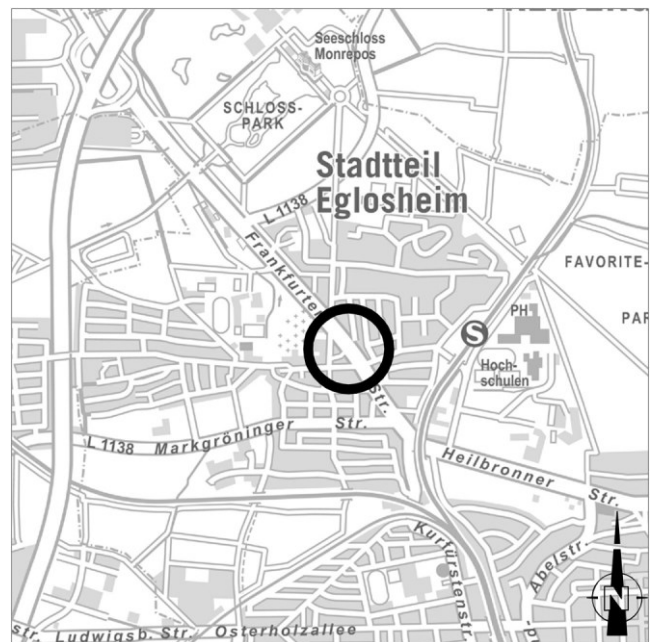 Seeschloss
Monrepos
SCHLOSS-
PARK
Stadtteil
Eglosheim
L 1138
Frankfurter
Str.
FAVORITE-
PAR
PH
S
Hoch-
schulen
L 1138 Markgröninger Str.
Heilbronner Str.
Kurfürstenstr.
Abelstr.
str. Ludwigsb. Str. Osterholzallee
N